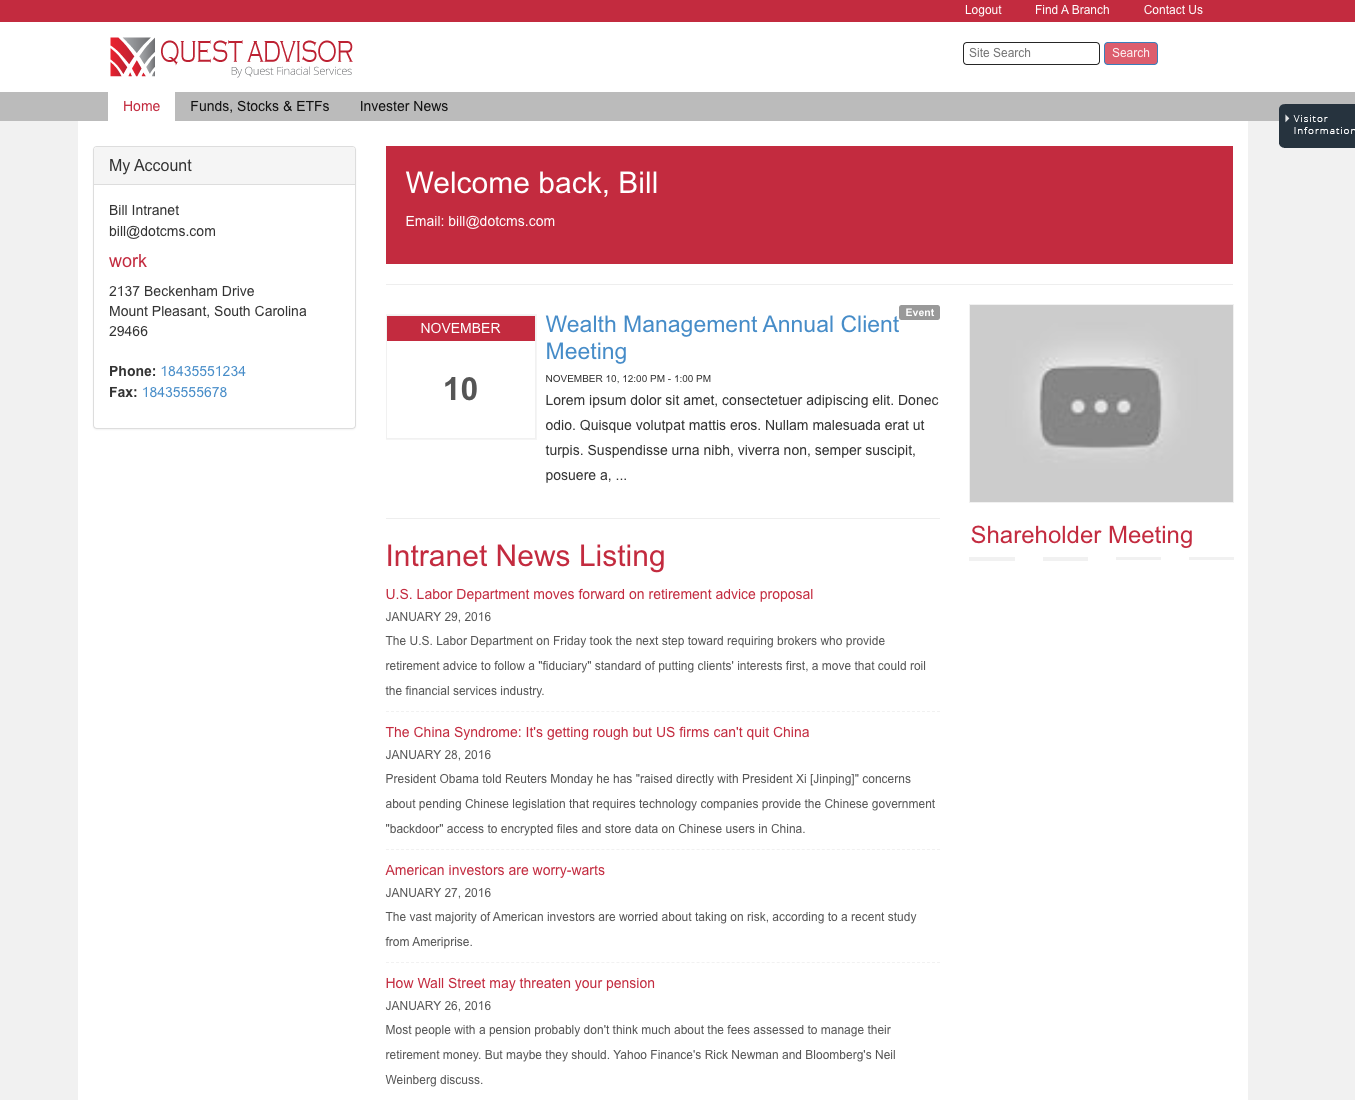 Logout Find A Branch Contact Us
QUEST ADVISOR
By Quest Finacial Services
Site Search Search
Home Funds, Stocks & ETFs Invester News
Visitor
Information
My Account
Bill Intranet
bill@dotcms.com
work
2137 Beckenham Drive
Mount Pleasant, South Carolina
29466
Phone: 18435551234
Fax: 18435555678
Welcome back, Bill
Email: bill@dotcms.com
NOVEMBER
10
Event
Wealth Management Annual Client
Meeting
NOVEMBER 10, 12:00 PM - 1:00 PM
Lorem ipsum dolor sit amet, consectetuer adipiscing elit. Donec
odio. Quisque volutpat mattis eros. Nullam malesuada erat ut
turpis. Suspendisse urna nibh, viverra non, semper suscipit,
posuere a, ...
Shareholder Meeting
Intranet News Listing
U.S. Labor Department moves forward on retirement advice proposal
JANUARY 29, 2016
The U.S. Labor Department on Friday took the next step toward requiring brokers who provide
retirement advice to follow a "fiduciary" standard of putting clients' interests first, a move that could roil
the financial services industry.
The China Syndrome: It's getting rough but US firms can't quit China
JANUARY 28, 2016
President Obama told Reuters Monday he has "raised directly with President Xi [Jinping]" concerns
about pending Chinese legislation that requires technology companies provide the Chinese government
"backdoor" access to encrypted files and store data on Chinese users in China.
American investors are worry-warts
JANUARY 27, 2016
The vast majority of American investors are worried about taking on risk, according to a recent study
from Ameriprise.
How Wall Street may threaten your pension
JANUARY 26, 2016
Most people with a pension probably don't think much about the fees assessed to manage their
retirement money. But maybe they should. Yahoo Finance's Rick Newman and Bloomberg's Neil
Weinberg discuss.